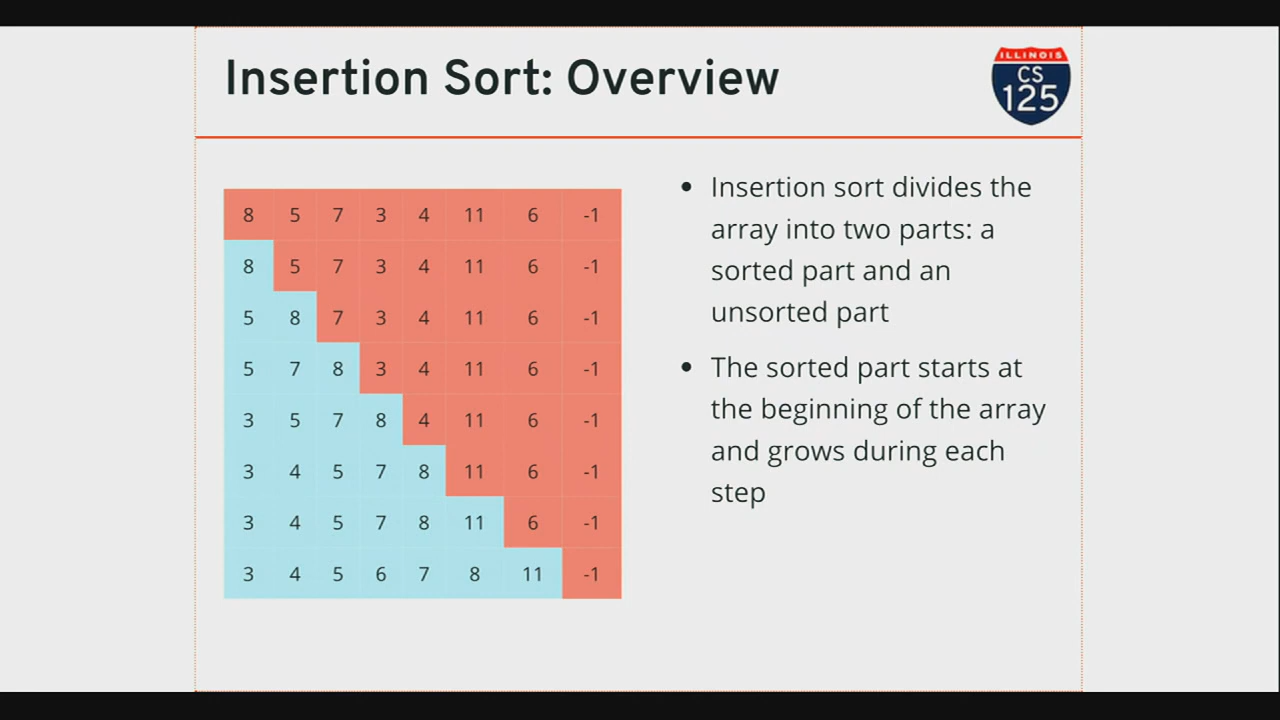 Insertion Sort: Overview
ILLINOIS
CS
125
8 5 7 3 4 11 6 -1
8 5 7 3 4 11 6 -1
5 8 7 3 4 11 6 -1
5 7 8 3 4 11 6 -1
3 5 7 8 4 11 6 -1
3 4 5 7 8 11 6 -1
3 4 5 7 8 11 6 -1
3 4 5 6 7 8 11 -1
• Insertion sort divides the
array into two parts: a
sorted part and an
unsorted part
• The sorted part starts at
the beginning of the array
and grows during each
step